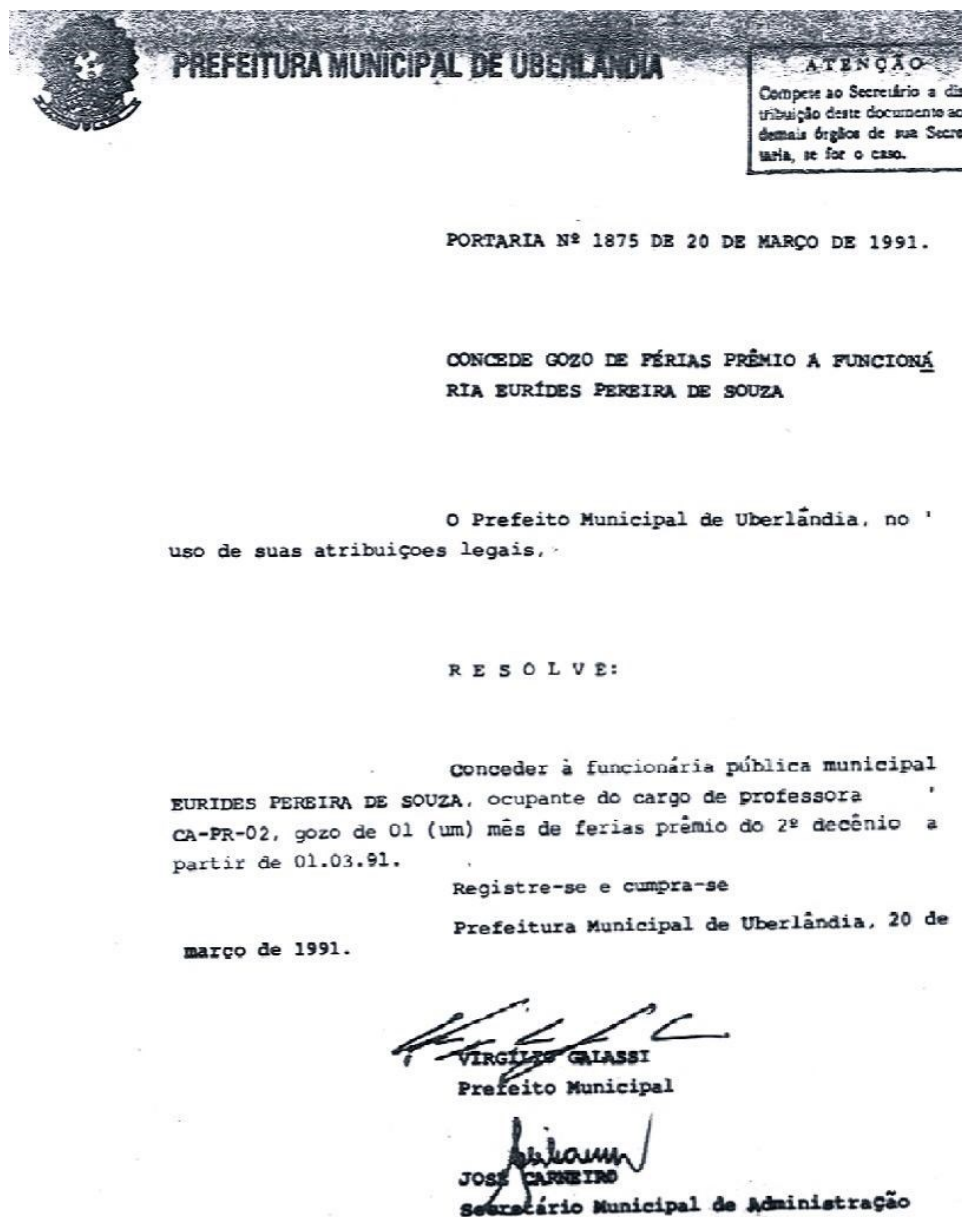 PREFEITURA MUNICIPAL DE UBERLANDIA
ATENÇÃO
Compete ao Secretário a dis
tribuição deste documento ao
demais órgãos de sua Secre
taria, se for o caso.
PORTARIA Nº 1875 DE 20 DE MARÇO DE 1991.
CONCEDE GOZO DE FÉRIAS PRÊMIO A FUNCIONÁ
RIA EURÍDES PEREIRA DE SOUZA
O Prefeito Municipal de Uberlândia, no '
uso de suas atribuiçoes legais,
R E S O L V E:
Conceder à funcionária pública municipal
EURIDES PEREIRA DE SOUZA, ocupante do cargo de professora '
CA-PR-02, gozo de 01 (um) mês de ferias prêmio do 2º decênio a
partir de 01.03.91.
Registre-se e cumpra-se
Prefeitura Municipal de Uberlândia, 20 de
março de 1991.
VIRGÍLIO GALASSI
Prefeito Municipal
JOSÉ CARNEIRO
Secretário Municipal de Administração